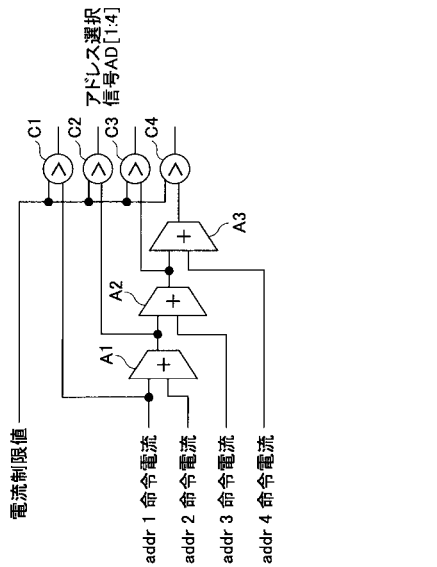 アドレス選択
信号AD[1:4]
C1
C2
C3
C4
A1
A2
A3
+
+
+
>
>
>
>
電流制限値
addr 1 命令電流
addr 2 命令電流
addr 3 命令電流
addr 4 命令電流